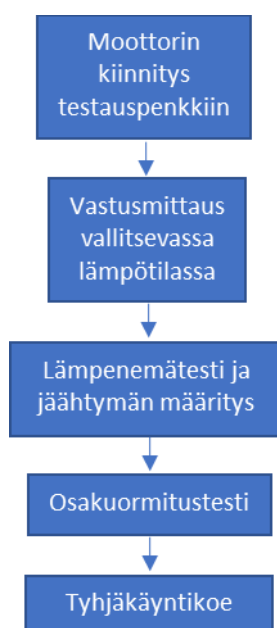 Moottorin
kiinnitys
testauspenkkiin
Vastusmittaus
vallitsevassa
lämpötilassa
Lämpenemätesti ja
jäähtymän määritys
Osakuormitustesti
Tyhjäkäyntikoe